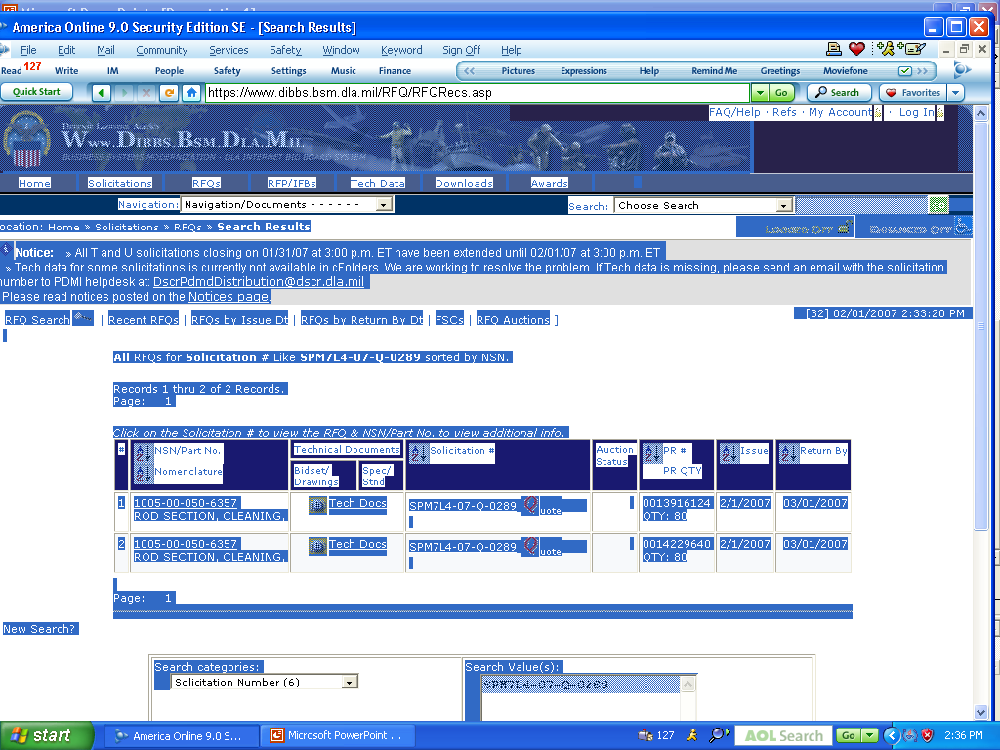 America Online 9.0 Security Edition SE - [Search Results]
File Edit Mail Community Services Safety Window Keyword Sign Off Help
Read 127 Write IM People Safety Settings Music Finance Pictures Expressions Help Remind Me Greetings Moviefone
Quick Start https://www.dibbs.bsm.dla.mil/RFQ/RFQRecs.asp Go Search Favorites
FAQ/Help · Refs · My Account · Log In
Defense Logistics Agency
Www.Dibbs.Bsm.Dla.Mil
BUSINESS SYSTEMS MODERNIZATION - DLA INTERNET BID BOARD SYSTEM
Home Solicitations RFQs RFP/IFBs Tech Data Downloads Awards
Navigation: Navigation/Documents - - - - - - Search: Choose Search GO
ocation: Home » Solicitations » RFQs » Search Results LOGGED OFF ENHANCED OFF
Notice: » All T and U solicitations closing on 01/31/07 at 3:00 p.m. ET have been extended until 02/01/07 at 3:00 p.m. ET
» Tech data for some solicitations is currently not available in cFolders. We are working to resolve the problem. If Tech data is missing, please send an email with the solicitation
number to PDMI helpdesk at: DscrPdmdDistribution@dscr.dla.mil
Please read notices posted on the Notices page.
RFQ Search | Recent RFQs | RFQs by Issue Dt | RFQs by Return By Dt | FSCs | RFQ Auctions ]
[32] 02/01/2007 2:33:20 PM
All RFQs for Solicitation # Like SPM7L4-07-Q-0289 sorted by NSN.
Records 1 thru 2 of 2 Records.
Page: 1
Click on the Solicitation # to view the RFQ & NSN/Part No. to view additional info.
# NSN/Part No. Technical Documents Solicitation # Auction Status PR # Issue Return By
Nomenclature Bidset/ Drawings Spec/ Stnd PR QTY
1 1005-00-050-6357 Tech Docs SPM7L4-07-Q-0289 uote 0013916124 2/1/2007 03/01/2007
ROD SECTION, CLEANING, QTY: 80
2 1005-00-050-6357 Tech Docs SPM7L4-07-Q-0289 uote 0014229640 2/1/2007 03/01/2007
ROD SECTION, CLEANING, QTY: 80
Page: 1
New Search?
Search categories: Search Value(s):
Solicitation Number (6) SPM7L4-07-Q-0289
start America Online 9.0 S... Microsoft PowerPoint ... 127 AOL Search Go 2:36 PM